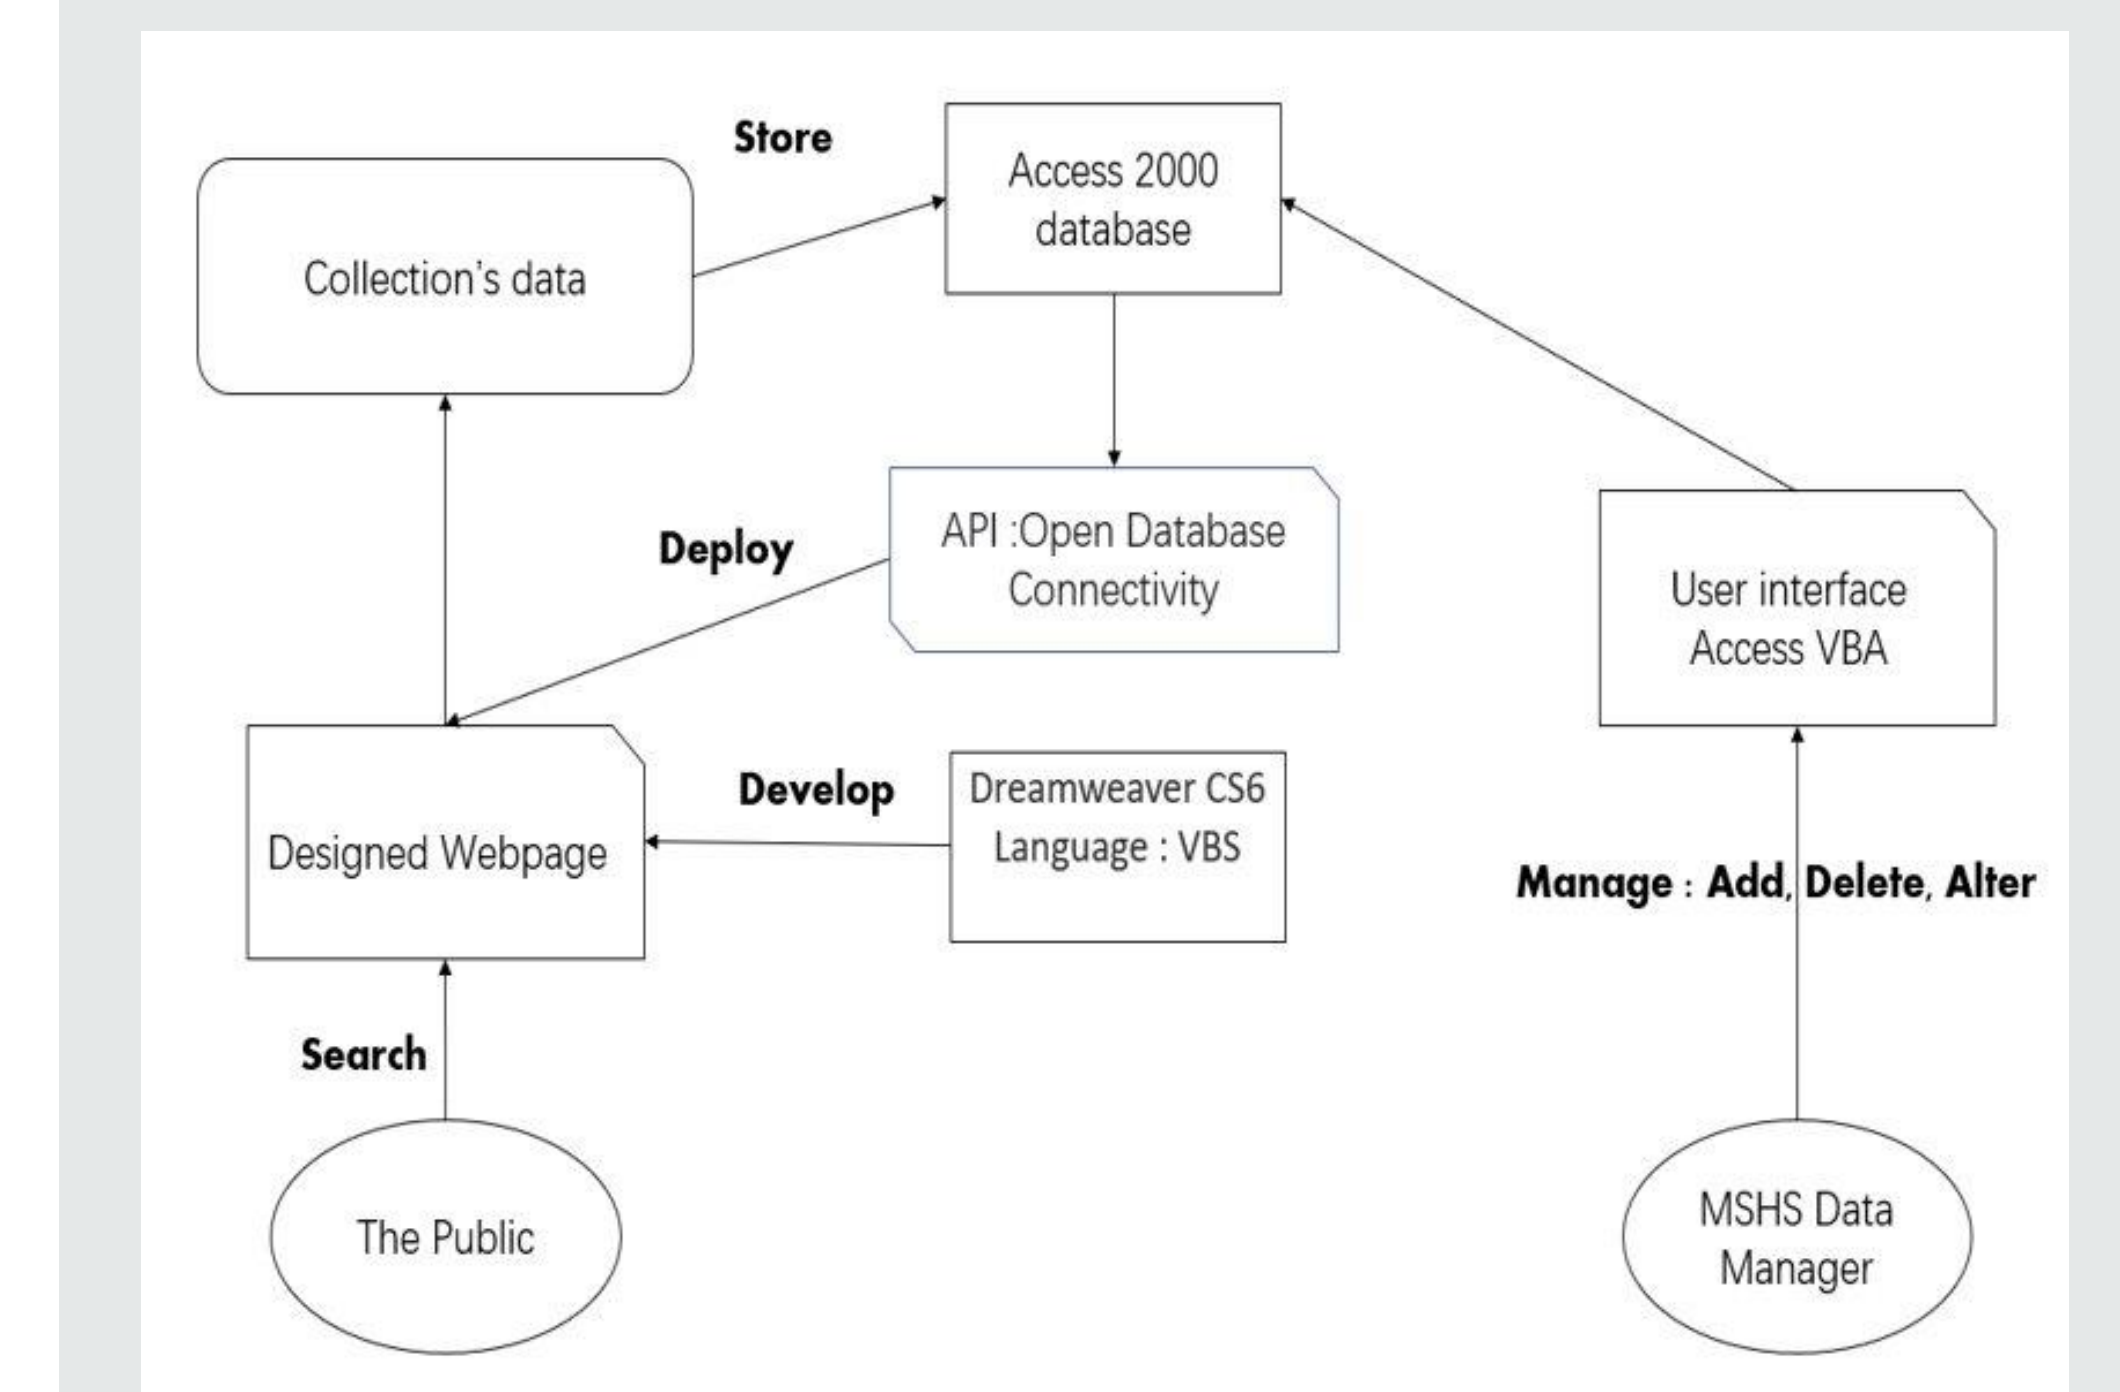 Store
Access 2000
database
Collection's data
Deploy
API :Open Database
Connectivity
User interface
Access VBA
Develop
Dreamweaver CS6
Language : VBS
Designed Webpage
Manage : Add, Delete, Alter
Search
The Public
MSHS Data
Manager